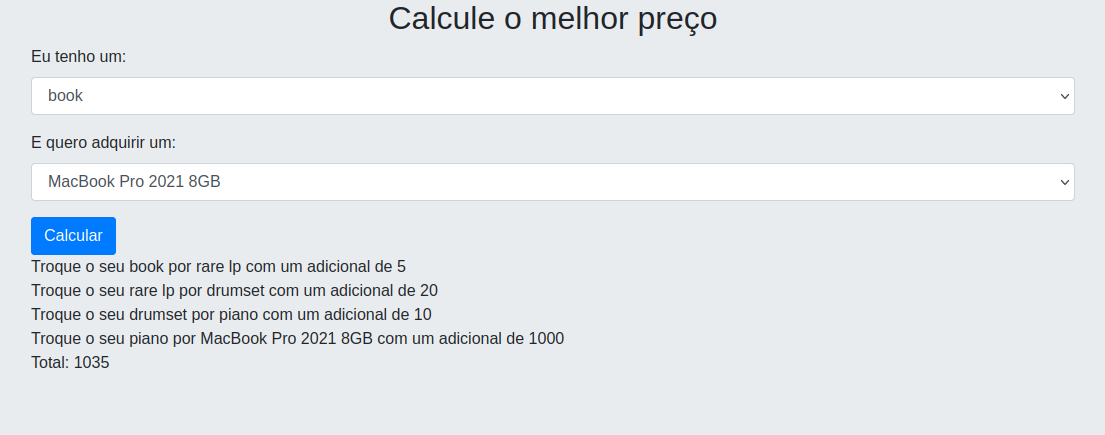 Calcule o melhor preço
Eu tenho um:
book
E quero adquirir um:
MacBook Pro 2021 8GB
Calcular
Troque o seu book por rare lp com um adicional de 5
Troque o seu rare lp por drumset com um adicional de 20
Troque o seu drumset por piano com um adicional de 10
Troque o seu piano por MacBook Pro 2021 8GB com um adicional de 1000
Total: 1035